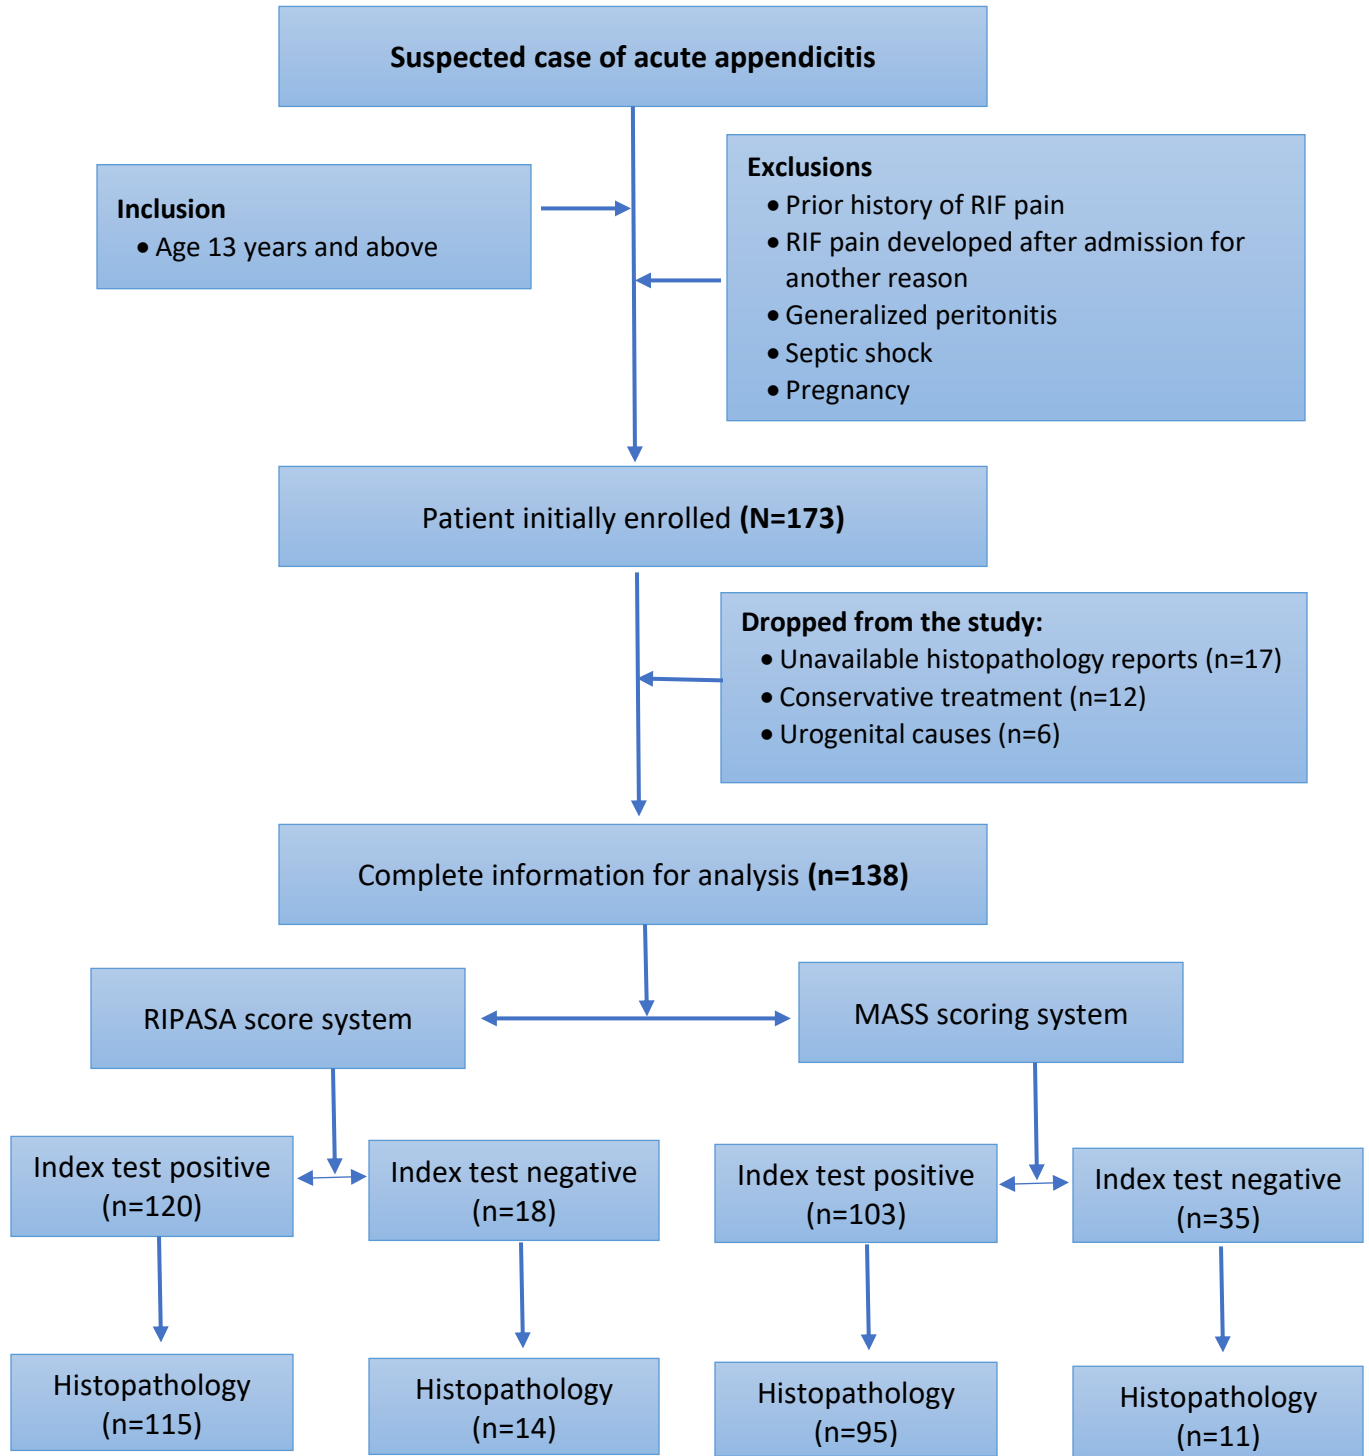 Suspected case of acute appendicitis
Inclusion
• Age 13 years and above
Exclusions
• Prior history of RIF pain
• RIF pain developed after admission for
another reason
• Generalized peritonitis
• Septic shock
• Pregnancy
Patient initially enrolled (N=173)
Dropped from the study:
• Unavailable histopathology reports (n=17)
• Conservative treatment (n=12)
• Urogenital causes (n=6)
Complete information for analysis (n=138)
RIPASA score system
MASS scoring system
Index test positive
(n=120)
Index test negative
(n=18)
Index test positive
(n=103)
Index test negative
(n=35)
Histopathology
(n=115)
Histopathology
(n=14)
Histopathology
(n=95)
Histopathology
(n=11)